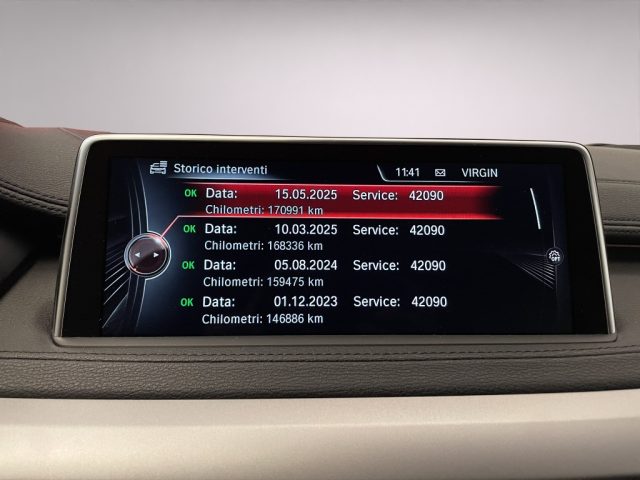 Storico interventi 11:41 VIRGIN
OK Data: 15.05.2025 Service: 42090
Chilometri: 170991 km
OK Data: 10.03.2025 Service: 42090
Chilometri: 168336 km
OK Data: 05.08.2024 Service: 42090
Chilometri: 159475 km
OK Data: 01.12.2023 Service: 42090
Chilometri: 146886 km
OFF